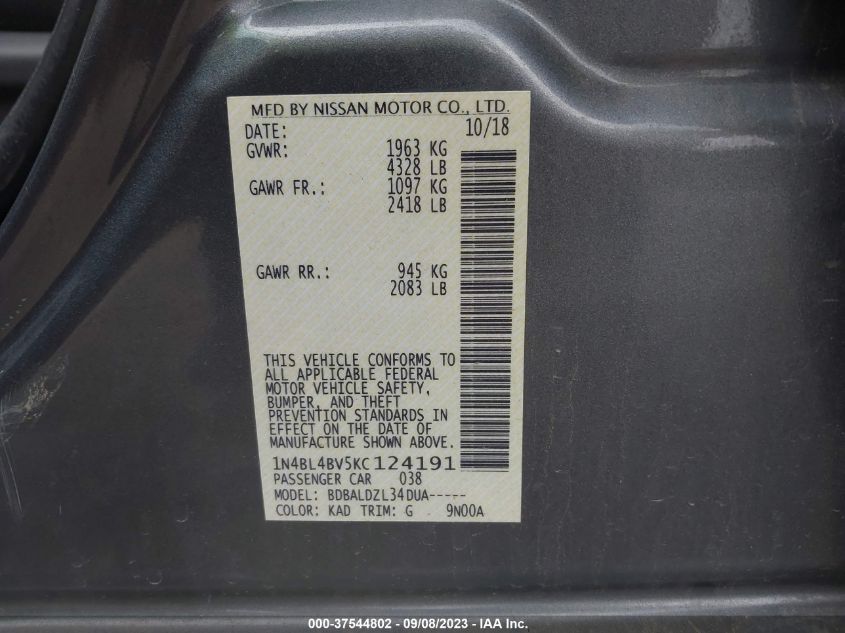 MFD BY NISSAN MOTOR CO., LTD.
DATE: 10/18
GVWR: 1963 KG
4328 LB
GAWR FR.: 1097 KG
2418 LB
GAWR RR.: 945 KG
2083 LB
THIS VEHICLE CONFORMS TO
ALL APPLICABLE FEDERAL
MOTOR VEHICLE SAFETY,
BUMPER, AND THEFT
PREVENTION STANDARDS IN
EFFECT ON THE DATE OF
MANUFACTURE SHOWN ABOVE.
1N4BL4BV5KC124191
PASSENGER CAR 038
MODEL: BDBALDZL34DUA-----
COLOR: KAD TRIM: G 9N00A
000-37544802 - 09/08/2023 - IAA Inc.